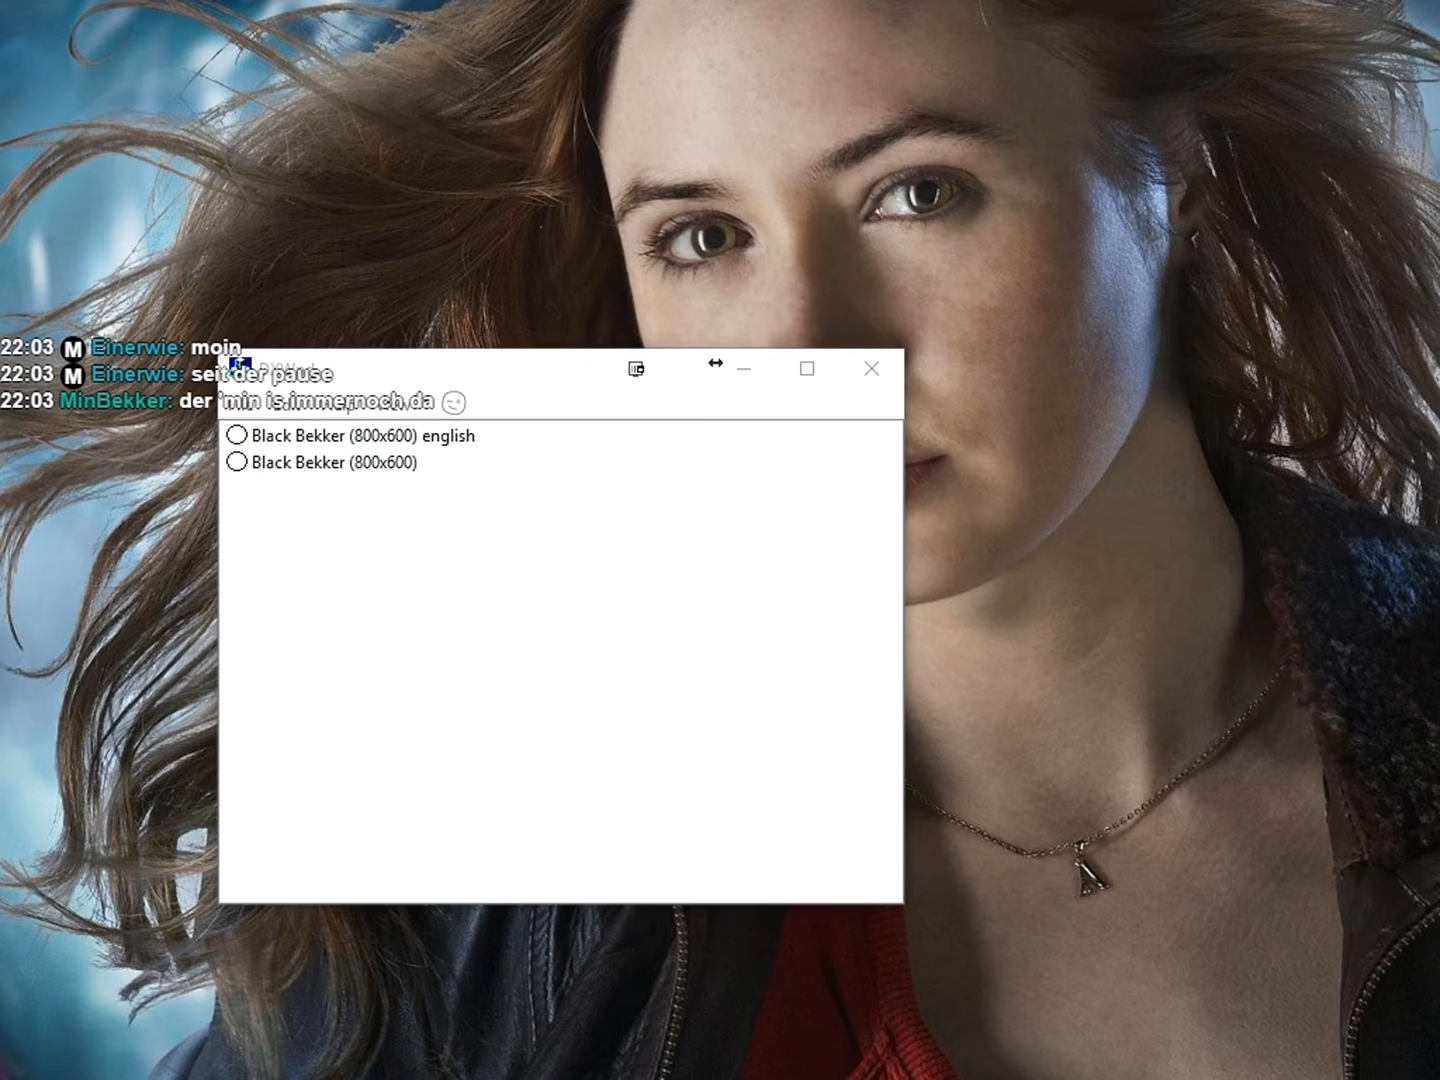 22:03 M Einerwie: moin
22:03 M Einerwie: seit der pause
22:03 MinBekker: der 'min is immernoch da
Black Bekker (800x600) english
Black Bekker (800x600)